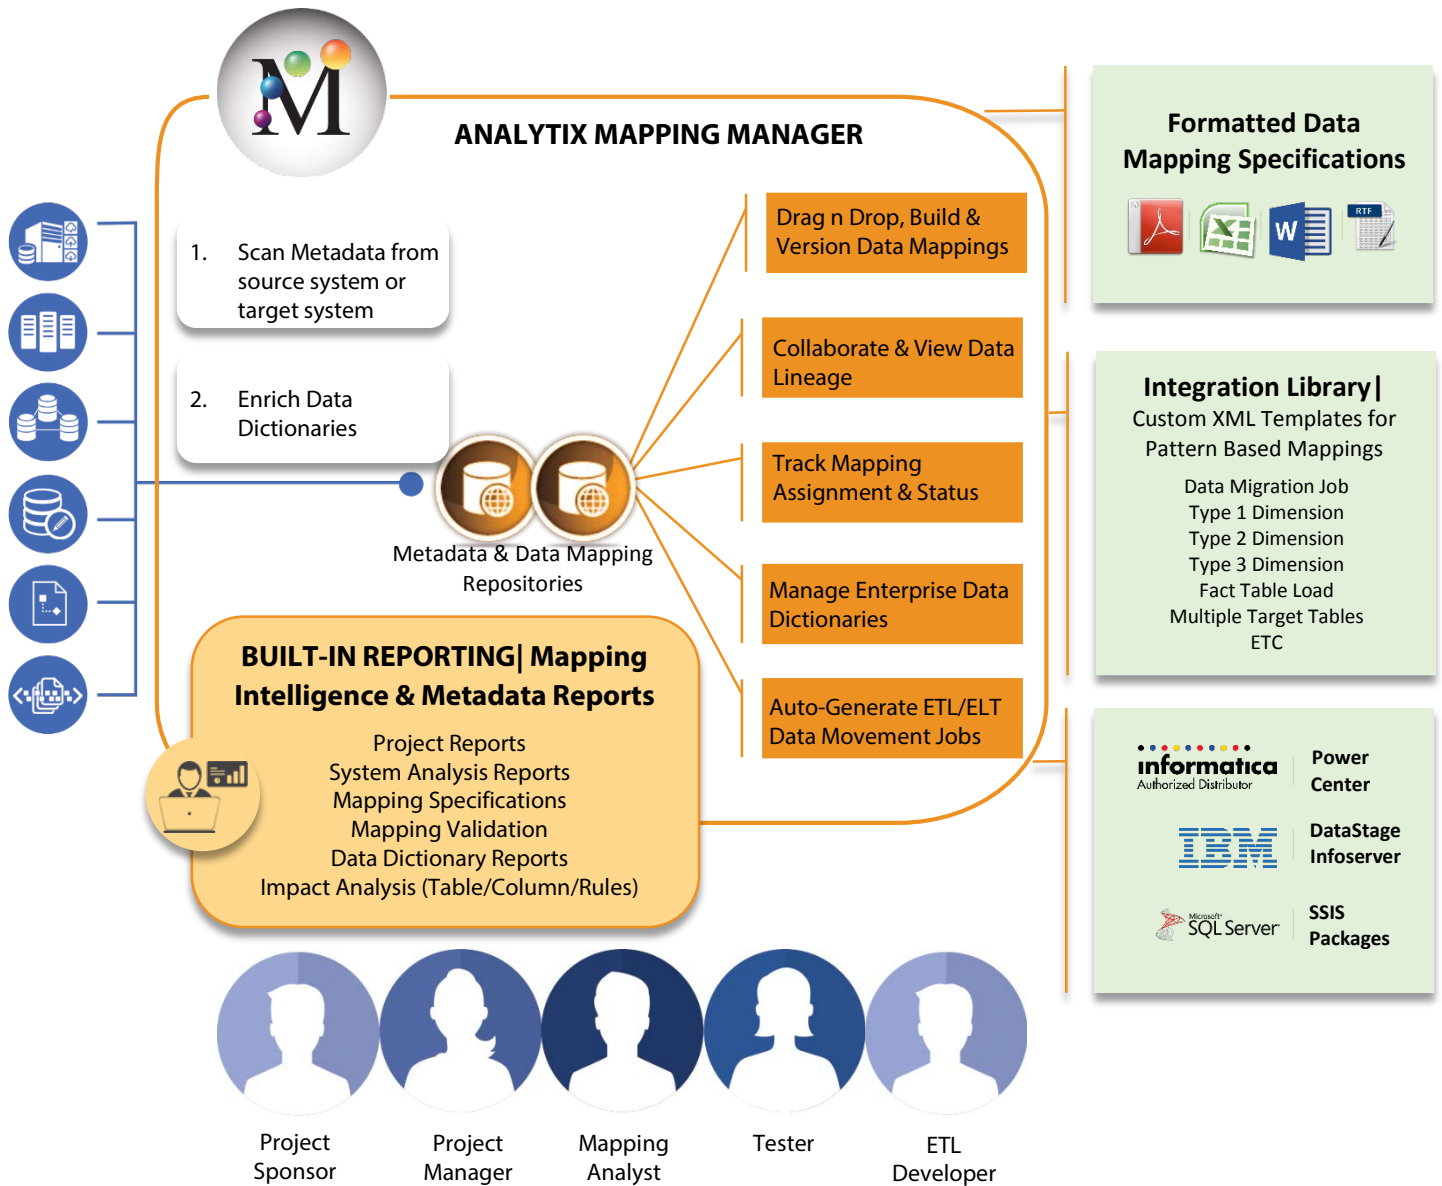 M
ANALYTIX MAPPING MANAGER
1. Scan Metadata from
source system or
target system
2. Enrich Data
Dictionaries
Metadata & Data Mapping
Repositories
Drag n Drop, Build &
Version Data Mappings
Collaborate & View Data
Lineage
Track Mapping
Assignment & Status
Manage Enterprise Data
Dictionaries
Auto-Generate ETL/ELT
Data Movement Jobs
BUILT-IN REPORTING| Mapping
Intelligence & Metadata Reports
Project Reports
System Analysis Reports
Mapping Specifications
Mapping Validation
Data Dictionary Reports
Impact Analysis (Table/Column/Rules)
Formatted Data
Mapping Specifications
X
W
RTF
Integration Library|
Custom XML Templates for
Pattern Based Mappings
Data Migration Job
Type 1 Dimension
Type 2 Dimension
Type 3 Dimension
Fact Table Load
Multiple Target Tables
ETC
informatica
Authorized Distributor
Power
Center
IBM
DataStage
Infoserver
Microsoft
SQL Server
SSIS
Packages
Project
Sponsor
Project
Manager
Mapping
Analyst
Tester
ETL
Developer